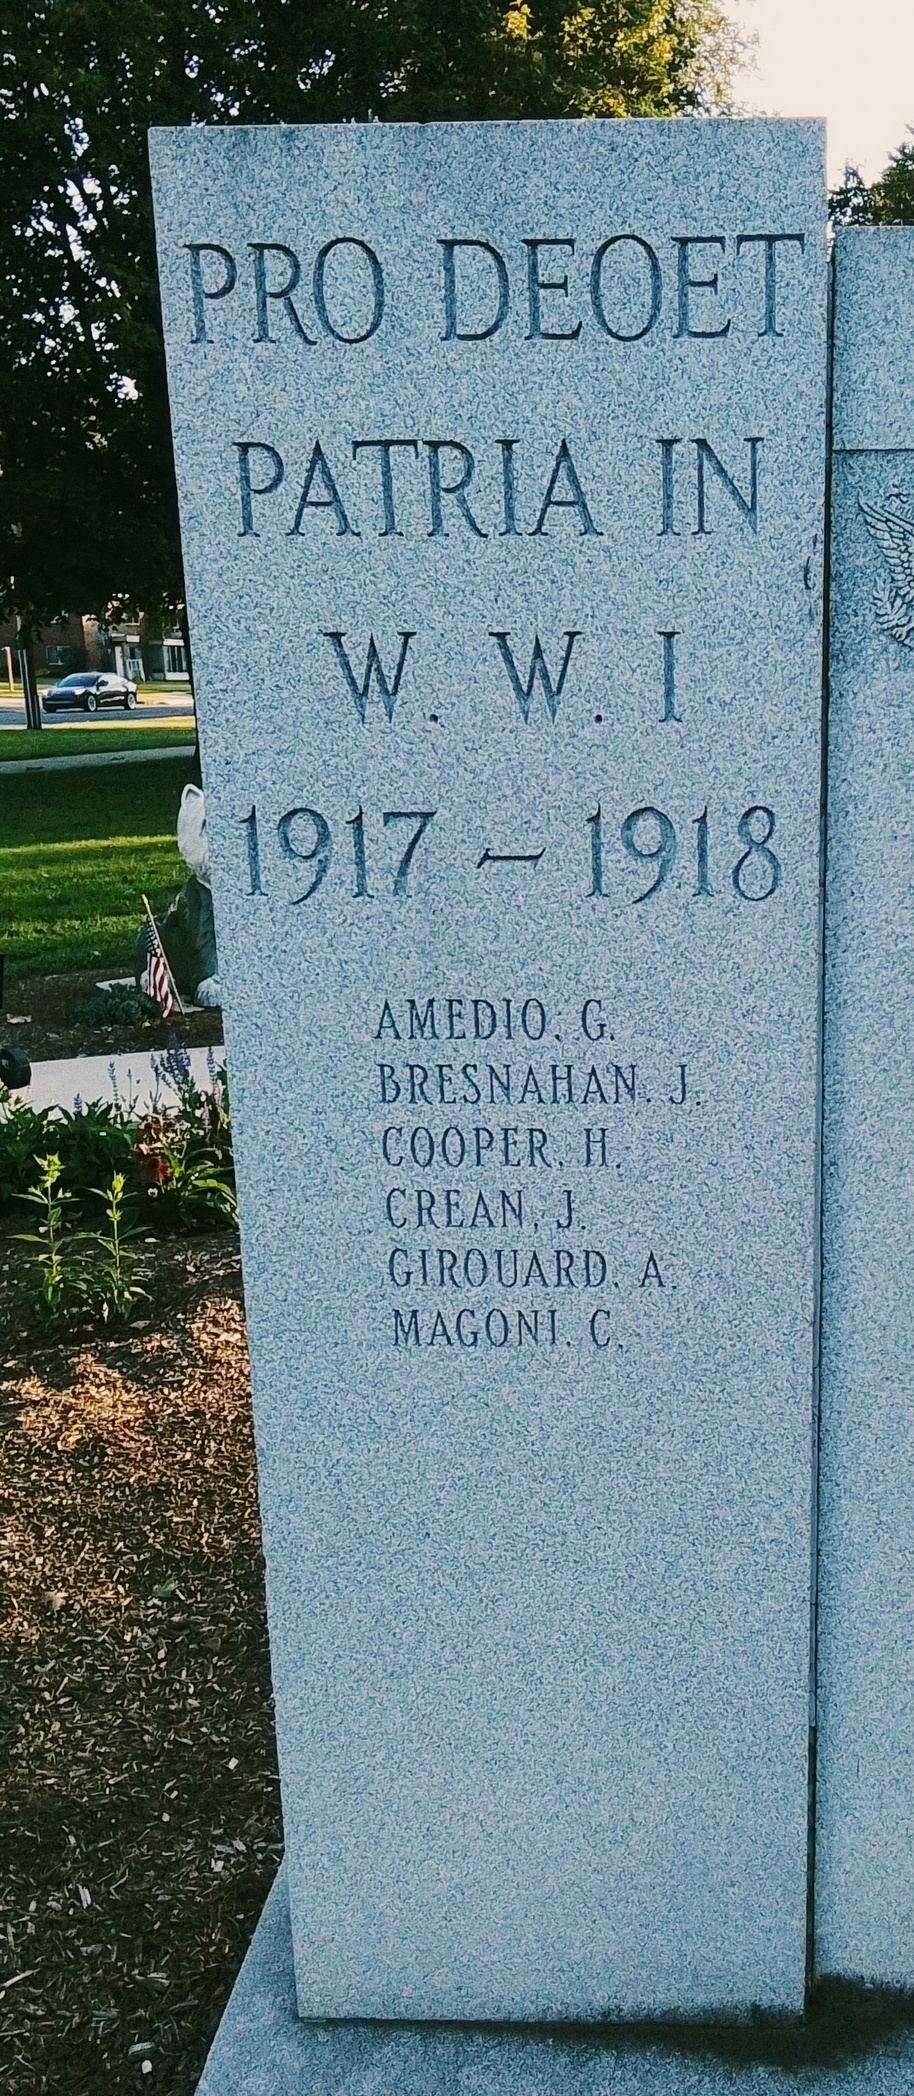 PRO DEOET
PATRIA IN
W. W. I
1917 – 1918
AMEDIO, G.
BRESNAHAN, J.
COOPER, H.
CREAN, J.
GIROUARD, A.
MAGONI, C.